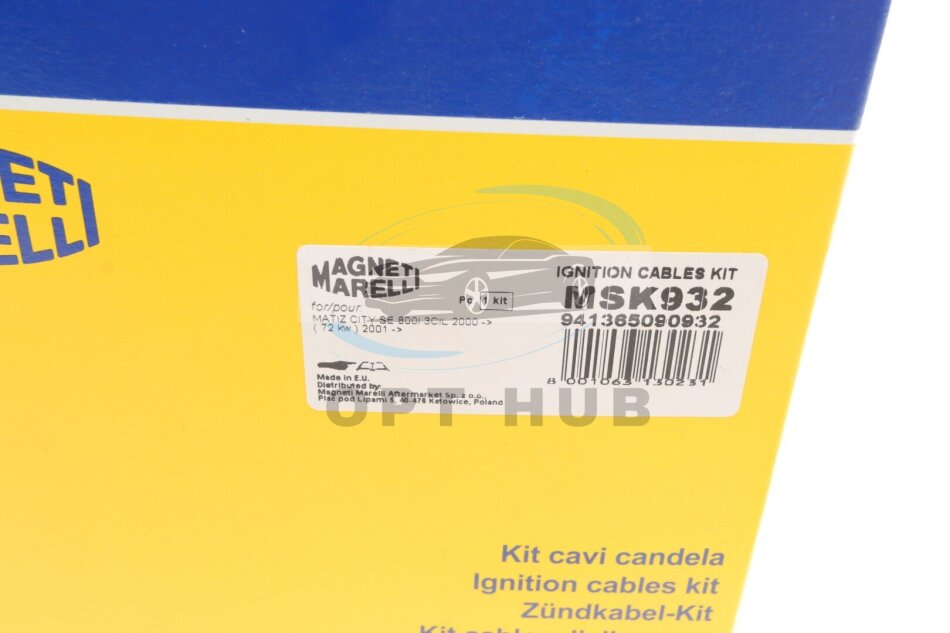 ETI
ELLI
MAGNETI
MARELLI
for/pour
MATIZ CITY SE 800I 3CIL 2000 ->
( 72 kw ) 2001 ->
Pc 1 kit
IGNITION CABLES KIT
MSK932
941365090932
8 001063 130231
Made in E.U.
Distributed by:
Magneti Marelli Aftermarket Sp. z o.o.
Plac pod Lipami 5, 40-476 Katowice, Poland
OPT HUB
Kit cavi candela
Ignition cables kit
Zündkabel-Kit